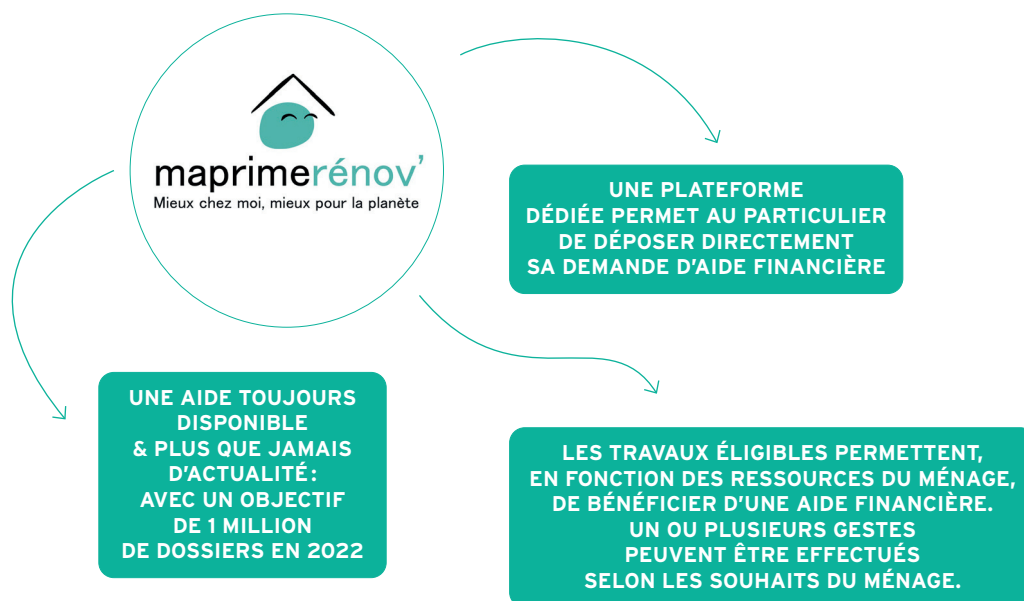 maprimerénov'
Mieux chez moi, mieux pour la planète
UNE PLATEFORME
DÉDIÉE PERMET AU PARTICULIER
DE DÉPOSER DIRECTEMENT
SA DEMANDE D'AIDE FINANCIÈRE
UNE AIDE TOUJOURS
DISPONIBLE
& PLUS QUE JAMAIS
D'ACTUALITÉ:
AVEC UN OBJECTIF
DE 1 MILLION
DE DOSSIERS EN 2022
LES TRAVAUX ÉLIGIBLES PERMETTENT,
EN FONCTION DES RESSOURCES DU MÉNAGE,
DE BÉNÉFICIER D'UNE AIDE FINANCIÈRE.
UN OU PLUSIEURS GESTES
PEUVENT ÊTRE EFFECTUÉS
SELON LES SOUHAITS DU MÉNAGE.